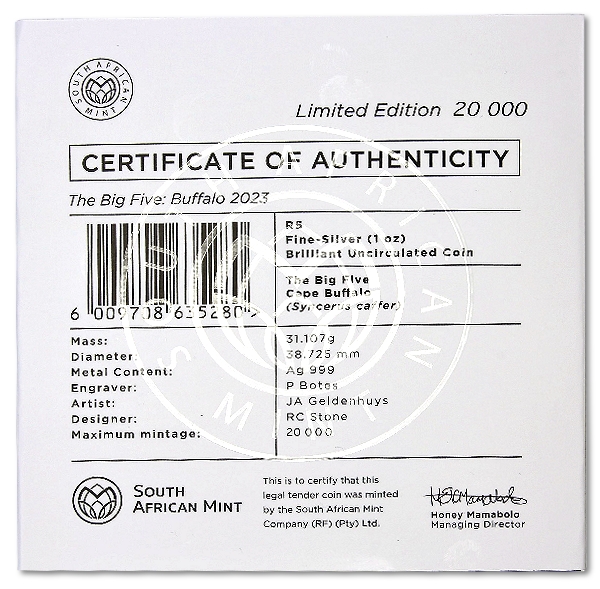 SOUTH AFRICAN MINT
Limited Edition 20 000
CERTIFICATE OF AUTHENTICITY
The Big Five: Buffalo 2023
R5
Fine-Silver (1 oz)
Brilliant Uncirculated Coin
The Big Five
Cape Buffalo
(Syncerus caffer)
6 009708 635280 >
Mass: 31.107g
Diameter: 38.725 mm
Metal Content: Ag 999
Engraver: P Botes
Artist: JA Geldenhuys
Designer: RC Stone
Maximum mintage: 20 000
SOUTH
AFRICAN MINT
This is to certify that this
legal tender coin was minted
by the South African Mint
Company (RF) (Pty) Ltd.
Honey Mamabolo
Managing Director